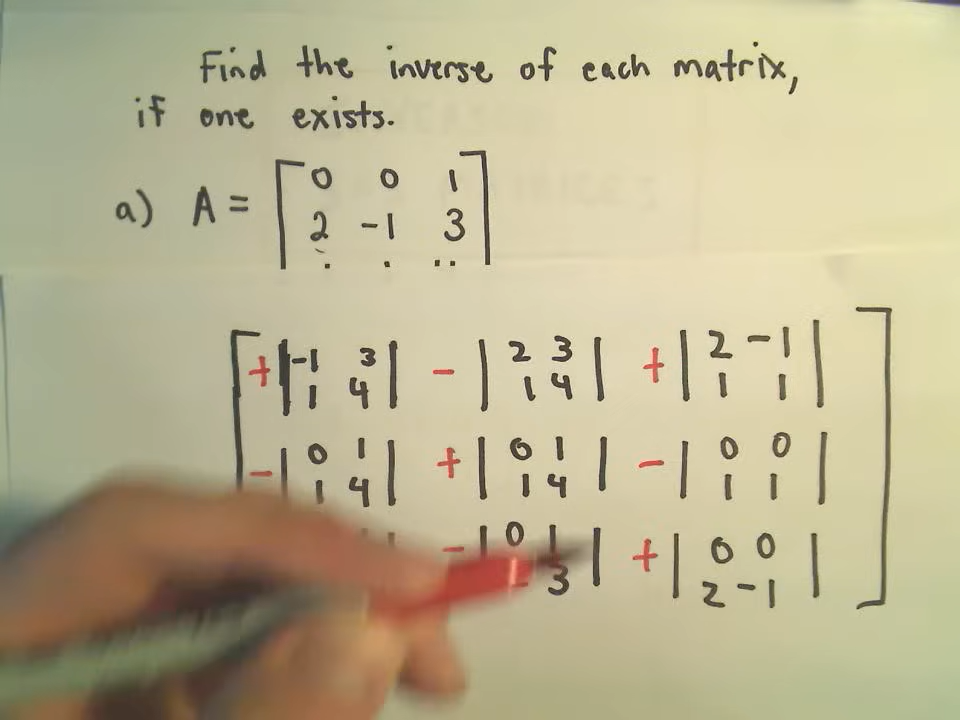 Find the inverse of each matrix,
if one exists.
a) A = [ 0 0 1
2 -1 3
+ | -1 3 | - | 2 3 | + | 2 -1 |
1 4 1 4 1 1
- | 0 1 | + | 0 1 | - | 0 0 |
1 4 1 4 1 1
- | 0 1 | + | 0 0 |
3 2 -1